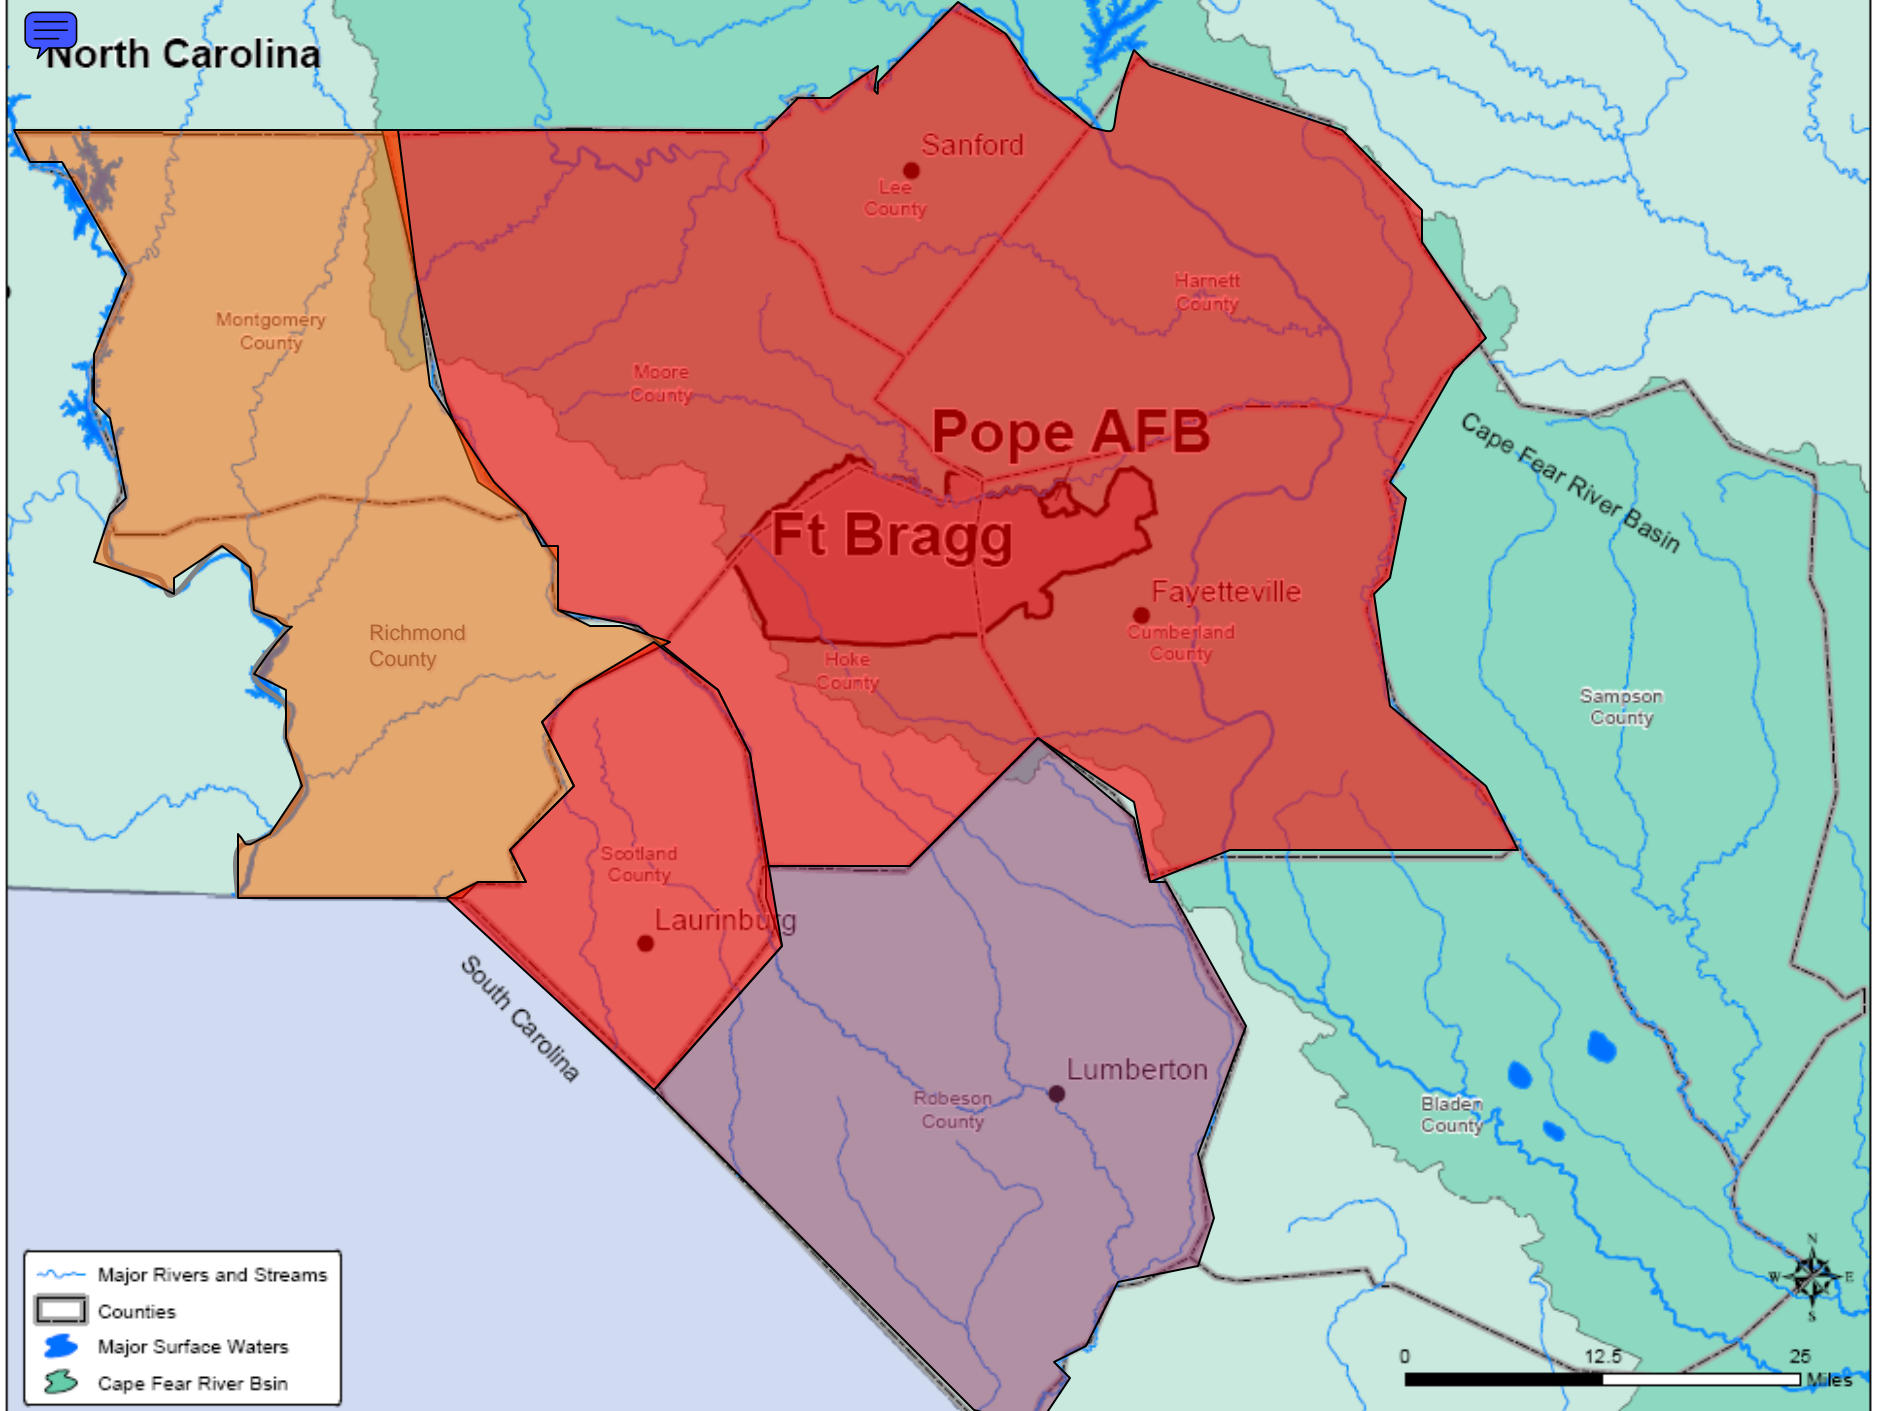 North Carolina
Sanford
Lee
County
Harnett
County
Montgomery
County
Moore
County
Pope AFB
Cape Fear River Basin
Ft Bragg
Fayetteville
Cumberland
County
Richmond
County
Hoke
County
Sampson
County
Scotland
County
Laurinburg
South Carolina
Lumberton
Robeson
County
Bladen
County
N
W
E
S
Major Rivers and Streams
Counties
Major Surface Waters
Cape Fear River Bsin
0 12.5 25
Miles